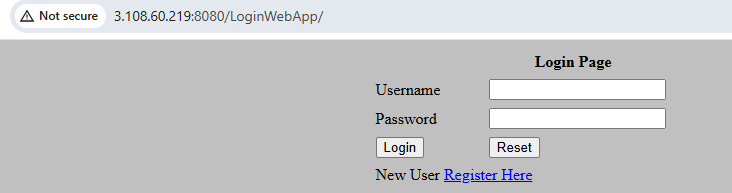 Not secure 3.108.60.219:8080/LoginWebApp/
Login Page
Username
Password
Login Reset
New User Register Here